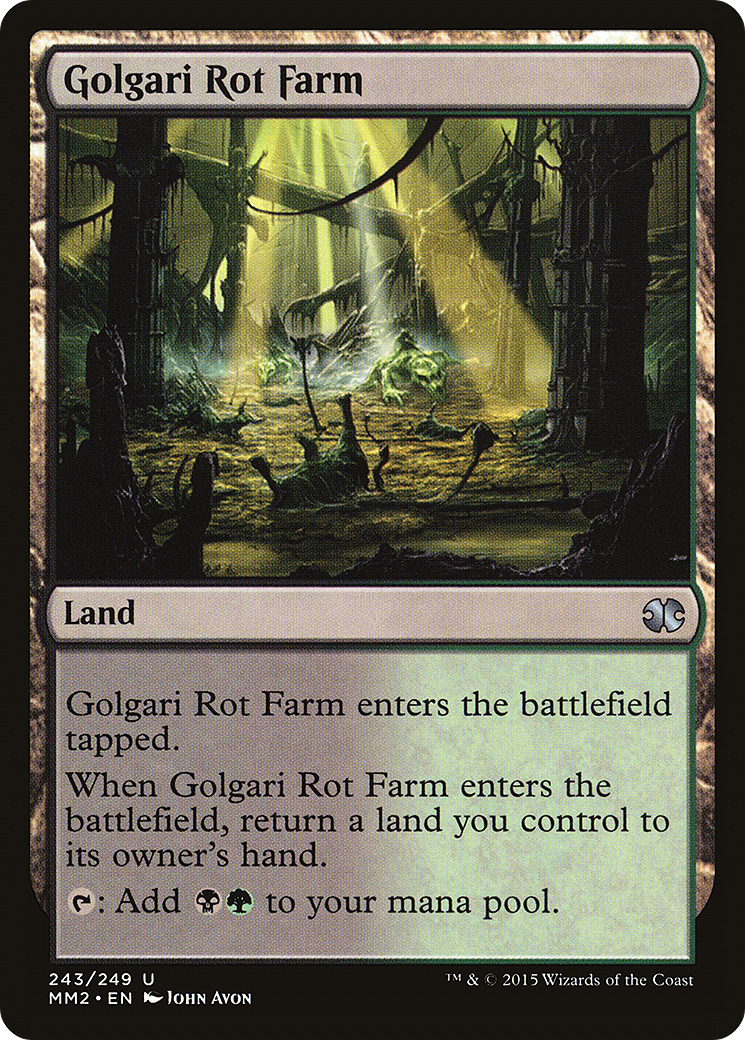 Golgari Rot Farm
Land
Golgari Rot Farm enters the battlefield
tapped.
When Golgari Rot Farm enters the
battlefield, return a land you control to
its owner's hand.
: Add to your mana pool.
243/249 U
MM2 • EN John Avon
™ & © 2015 Wizards of the Coast